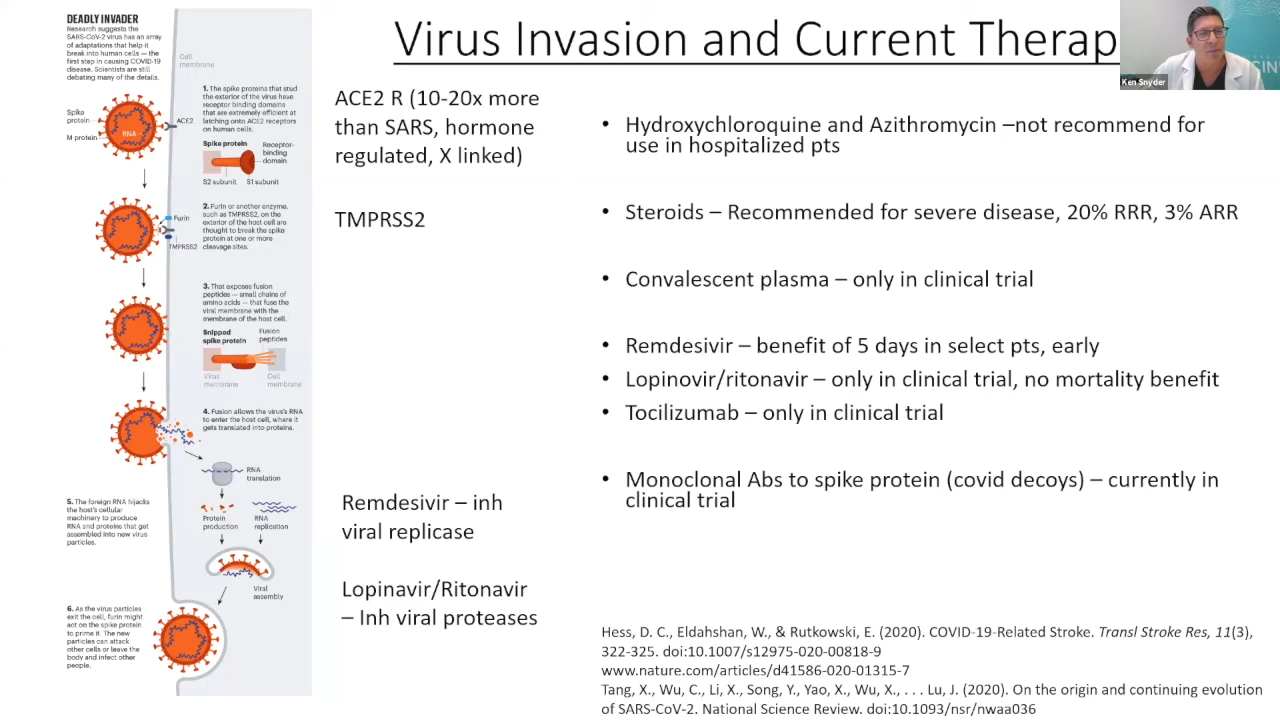 DEADLY INVADER
Research suggests the
SARS-CoV-2 virus has an array
of adaptations that help it
break into human cells — the
first step in causing COVID-19
disease. Scientists are still
debating many of the details.
Cell
membrane
Spike
protein
M protein
RNA
ACE2
1. The spike proteins that stud
the exterior of the virus have
receptor binding domains
that are extremely efficient at
latching onto ACE2 receptors
on human cells.
Spike protein
Receptor-
binding
domain
S2 subunit
S1 subunit
Furin
TMPRSS2
2. Furin or another enzyme,
such as TMPRSS2, on the
exterior of the host cell are
thought to break the spike
protein at one or more
cleavage sites.
3. That exposes fusion
peptides — small chains of
amino acids — that fuse the
viral membrane with the
membrane of the host cell.
Snipped
spike protein
Fusion
peptides
Virus
membrane
Cell
membrane
4. Fusion allows the virus's RNA
to enter the host cell, where it
gets translated into proteins.
RNA
translation
5. The foreign RNA hijacks
the host's cellular
machinery to produce
RNA and proteins that get
assembled into new virus
particles.
Protein
production
RNA
replication
Viral
assembly
6. As the virus particles
exit the cell, furin might
act on the spike protein
to prime it. The new
particles can attack
other cells or leave the
body and infect other
people.
Virus Invasion and Current Therap
Ken Snyder
ACE2 R (10-20x more
than SARS, hormone
regulated, X linked)
TMPRSS2
Remdesivir – inh
viral replicase
Lopinavir/Ritonavir
– Inh viral proteases
• Hydroxychloroquine and Azithromycin –not recommend for
use in hospitalized pts
• Steroids – Recommended for severe disease, 20% RRR, 3% ARR
• Convalescent plasma – only in clinical trial
• Remdesivir – benefit of 5 days in select pts, early
• Lopinovir/ritonavir – only in clinical trial, no mortality benefit
• Tocilizumab – only in clinical trial
• Monoclonal Abs to spike protein (covid decoys) – currently in
clinical trial
Hess, D. C., Eldahshan, W., & Rutkowski, E. (2020). COVID-19-Related Stroke. Transl Stroke Res, 11(3),
322-325. doi:10.1007/s12975-020-00818-9
www.nature.com/articles/d41586-020-01315-7
Tang, X., Wu, C., Li, X., Song, Y., Yao, X., Wu, X., . . . Lu, J. (2020). On the origin and continuing evolution
of SARS-CoV-2. National Science Review. doi:10.1093/nsr/nwaa036